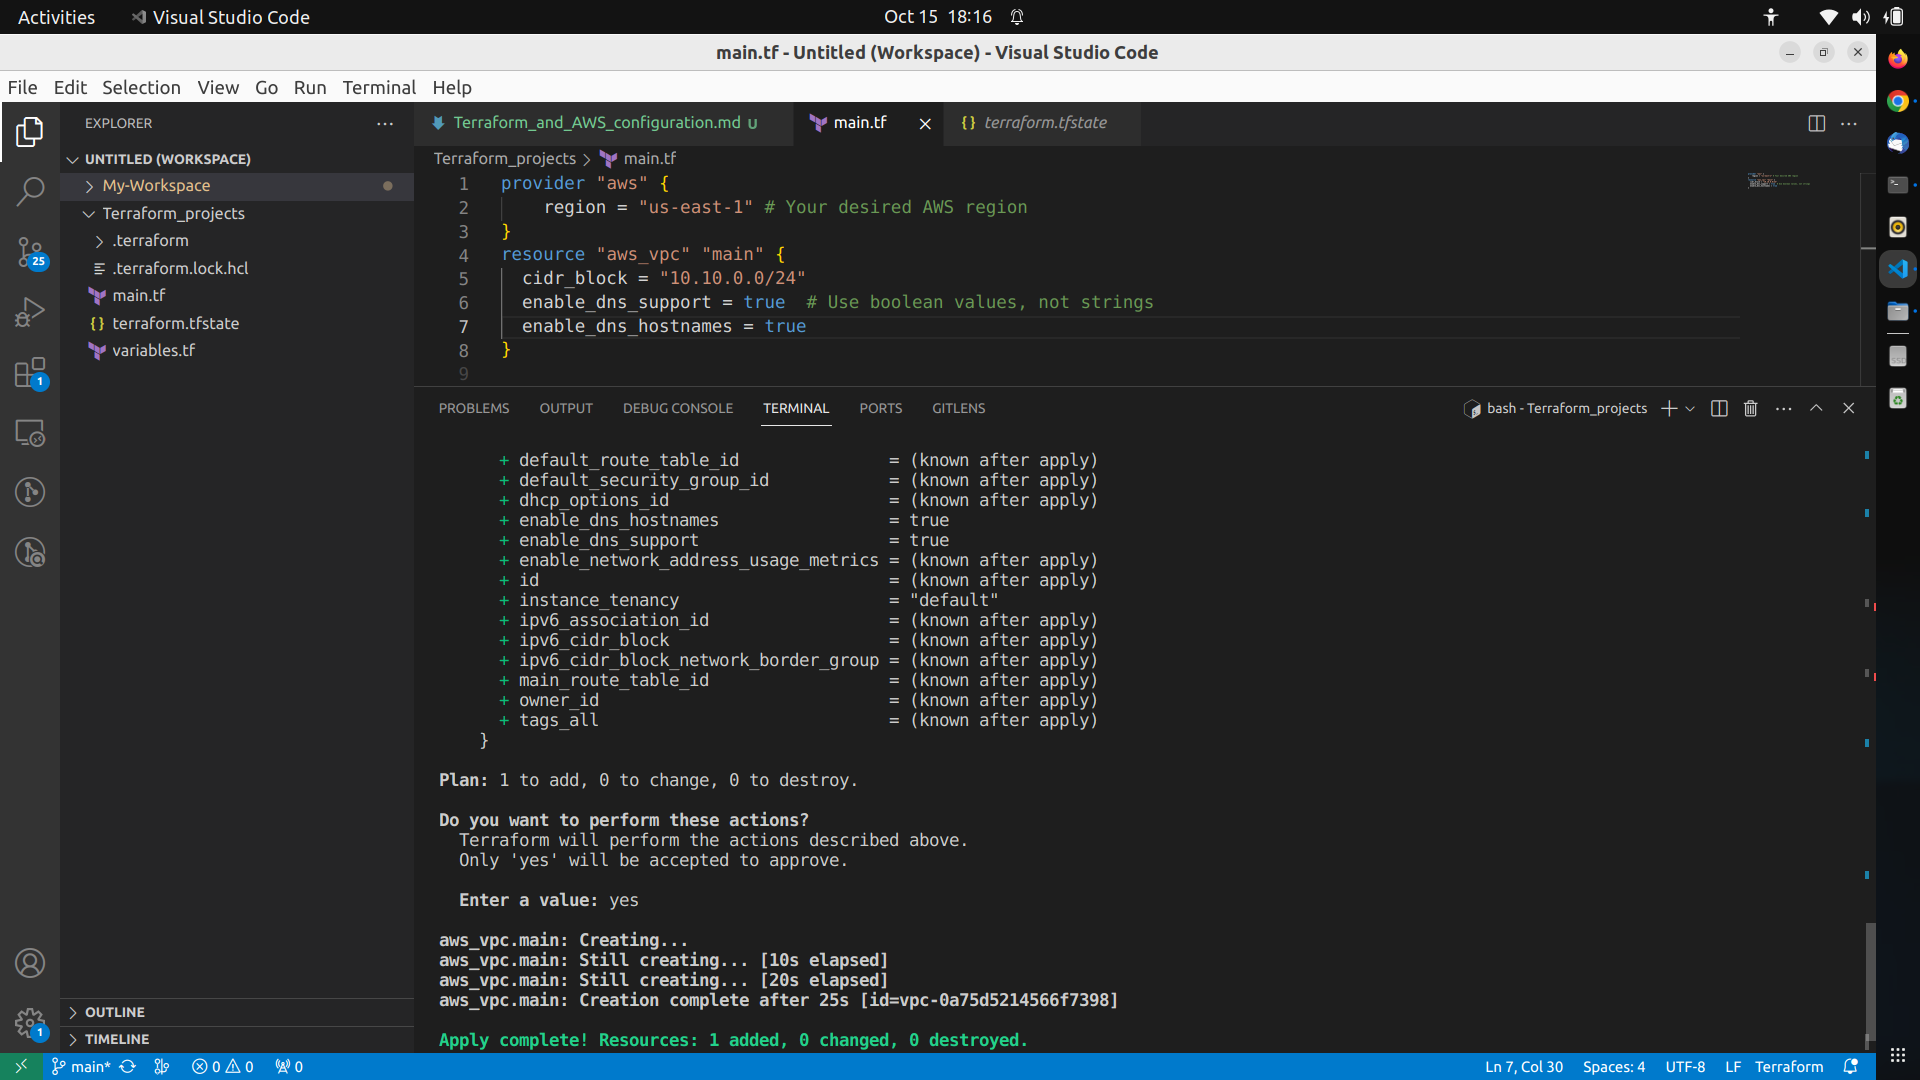 Activities
Visual Studio Code
Oct 15 18:16
main.tf - Untitled (Workspace) - Visual Studio Code
File Edit Selection View Go Run Terminal Help
EXPLORER
UNTITLED (WORKSPACE)
My-Workspace
Terraform_projects
.terraform
.terraform.lock.hcl
main.tf
terraform.tfstate
variables.tf
OUTLINE
TIMELINE
25
1
1
Terraform_and_AWS_configuration.md U
main.tf
terraform.tfstate
Terraform_projects > main.tf
1 provider "aws" {
2 region = "us-east-1" # Your desired AWS region
3 }
4 resource "aws_vpc" "main" {
5 cidr_block = "10.10.0.0/24"
6 enable_dns_support = true # Use boolean values, not strings
7 enable_dns_hostnames = true
8 }
9
PROBLEMS OUTPUT DEBUG CONSOLE TERMINAL PORTS GITLENS
bash - Terraform_projects
+ default_route_table_id = (known after apply)
+ default_security_group_id = (known after apply)
+ dhcp_options_id = (known after apply)
+ enable_dns_hostnames = true
+ enable_dns_support = true
+ enable_network_address_usage_metrics = (known after apply)
+ id = (known after apply)
+ instance_tenancy = "default"
+ ipv6_association_id = (known after apply)
+ ipv6_cidr_block = (known after apply)
+ ipv6_cidr_block_network_border_group = (known after apply)
+ main_route_table_id = (known after apply)
+ owner_id = (known after apply)
+ tags_all = (known after apply)
}
Plan: 1 to add, 0 to change, 0 to destroy.
Do you want to perform these actions?
Terraform will perform the actions described above.
Only 'yes' will be accepted to approve.
Enter a value: yes
aws_vpc.main: Creating...
aws_vpc.main: Still creating... [10s elapsed]
aws_vpc.main: Still creating... [20s elapsed]
aws_vpc.main: Creation complete after 25s [id=vpc-0a75d5214566f7398]
Apply complete! Resources: 1 added, 0 changed, 0 destroyed.
main* 0 0 0
Ln 7, Col 30 Spaces: 4 UTF-8 LF Terraform